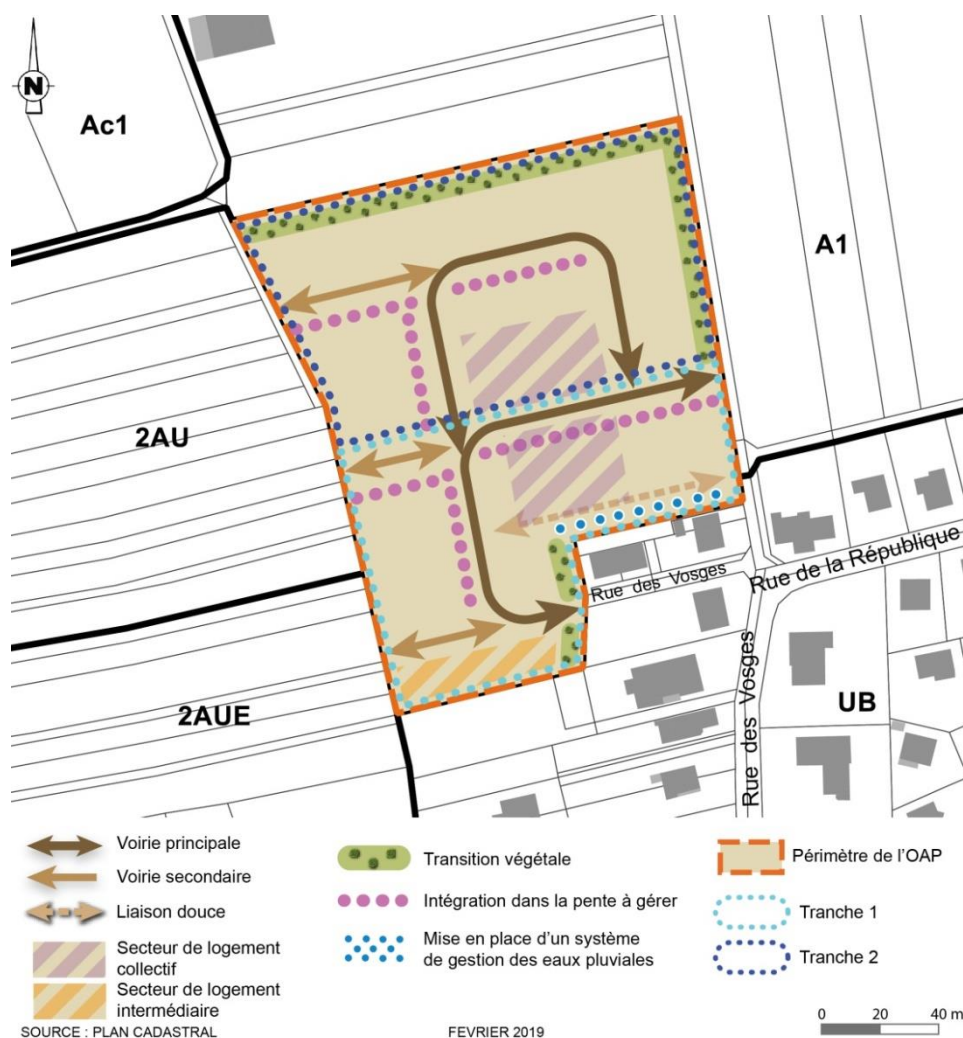 N
Ac1
A1
2AU
Rue de la République
Rue des Vosges
Rue des Vosges
2AUE
UB
Voirie principale
Voirie secondaire
Liaison douce
Secteur de logement
collectif
Secteur de logement
intermédiaire
Transition végétale
Intégration dans la pente à gérer
Mise en place d'un système
de gestion des eaux pluviales
Périmètre de l'OAP
Tranche 1
Tranche 2
SOURCE : PLAN CADASTRAL
FEVRIER 2019
0 20 40 m